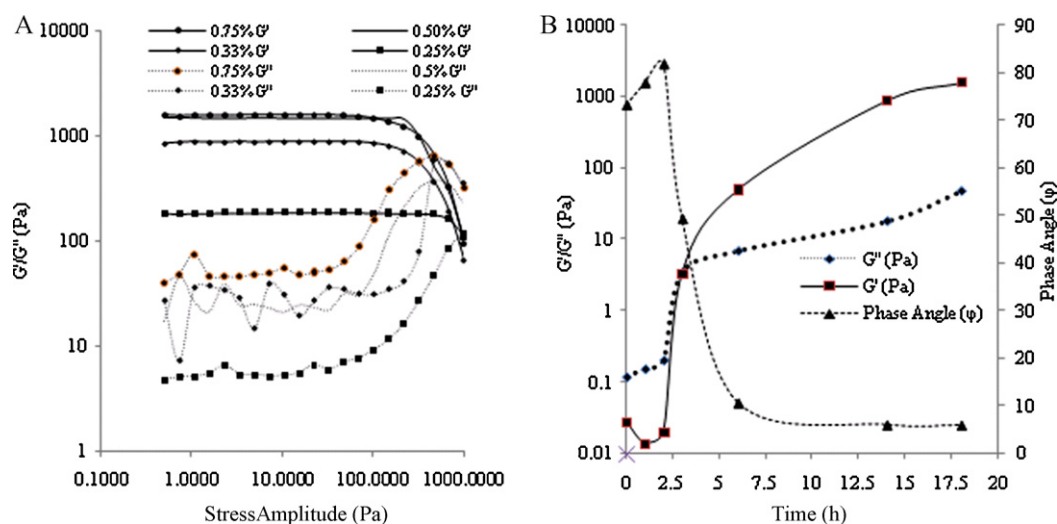 A
0.75% G'
0.50% G'
0.33% G'
0.25% G'
0.75% G''
0.5% G''
0.33% G''
0.25% G''
10000
1000
100
10
1
G'/G'' (Pa)
0.1000 1.0000 10.0000 100.0000 1000.0000
StressAmplitude (Pa)
B
10000
1000
100
10
1
0.1
0.01
G'/G'' (Pa)
G'' (Pa)
G' (Pa)
Phase Angle (φ)
90
80
70
60
50
40
30
20
10
0
Phase Angle (φ)
0 2.5 5 7.5 10 12.5 15 17.5 20
Time (h)